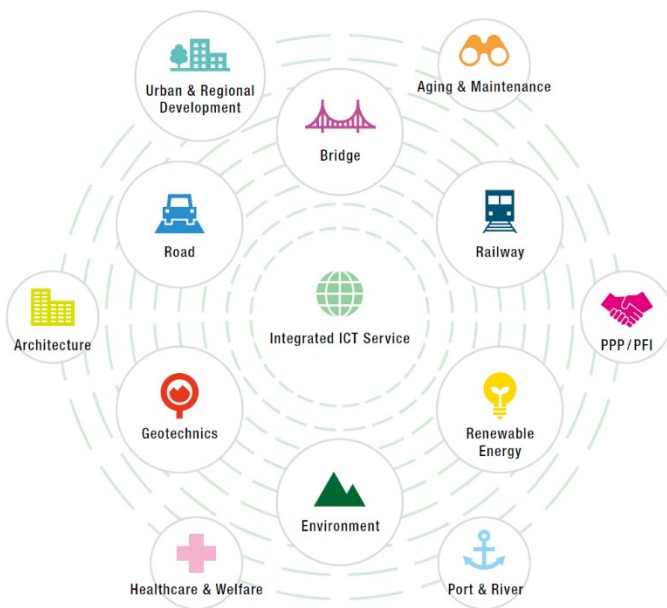 Urban & Regional
Development
Aging & Maintenance
Bridge
Road
Railway
Integrated ICT Service
Architecture
PPP/PFI
Geotechnics
Renewable
Energy
Environment
Healthcare & Welfare
Port & River